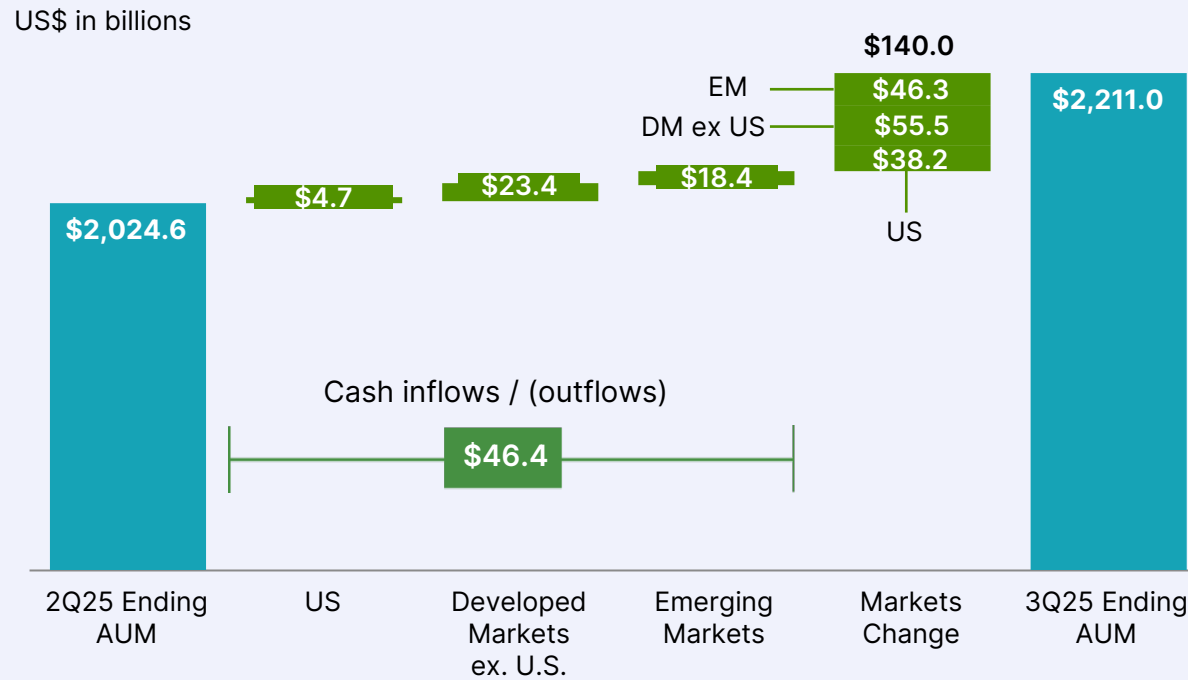 US$ in billions
$140.0
EM
$46.3
$2,211.0
DM ex US
$55.5
$38.2
$18.4
$23.4
$4.7
$2,024.6
US
Cash inflows / (outflows)
$46.4
2Q25 Ending
AUM
US
Developed
Markets
ex. U.S.
Emerging
Markets
Markets
Change
3Q25 Ending
AUM